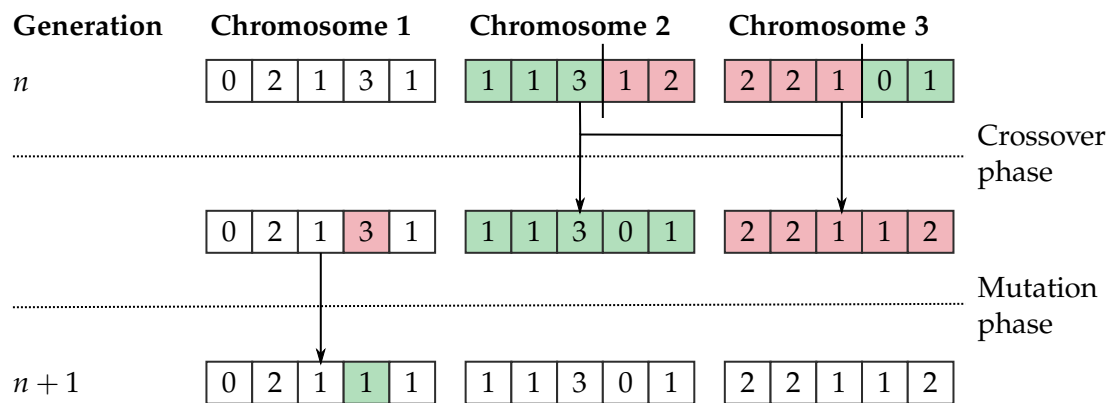 Generation Chromosome 1 Chromosome 2 Chromosome 3
n 0 2 1 3 1 1 1 3 1 2 2 2 1 0 1
Crossover
phase
0 2 1 3 1 1 1 3 0 1 2 2 1 1 2
Mutation
phase
n + 1 0 2 1 1 1 1 1 3 0 1 2 2 1 1 2